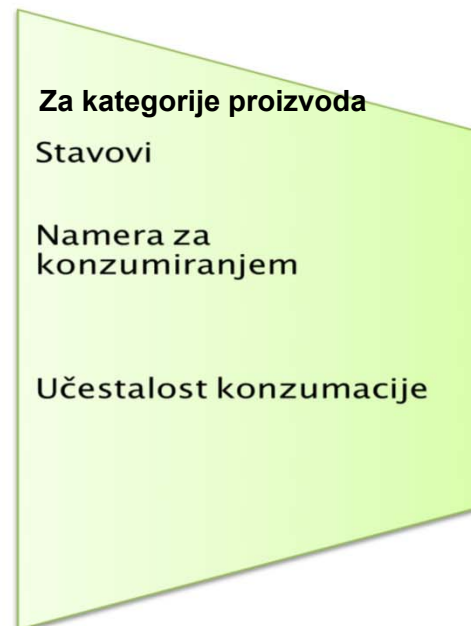 Za kategorije proizvoda
Stavovi
Namera za
konzumiranjem
Učestalost konzumacije